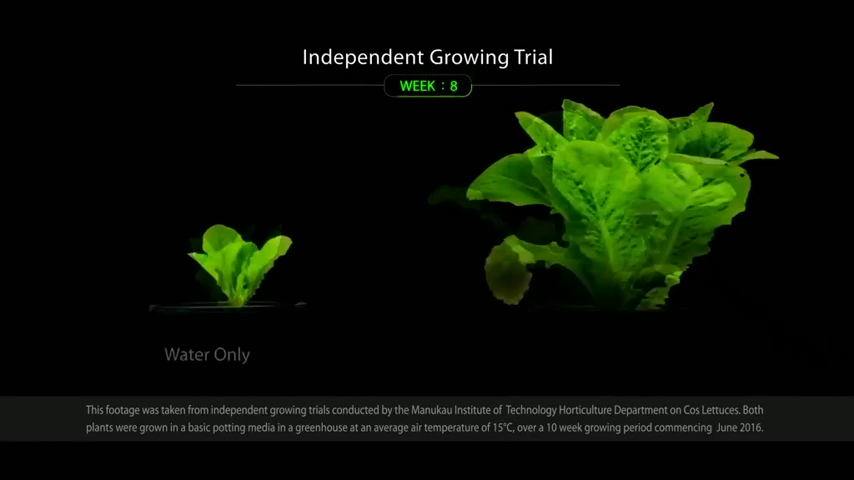 Independent Growing Trial
WEEK : 8
Water Only
This footage was taken from independent growing trials conducted by the Manukau Institute of Technology Horticulture Department on Cos Lettuces. Both
plants were grown in a basic potting media in a greenhouse at an average air temperature of 15°C, over a 10 week growing period commencing June 2016.